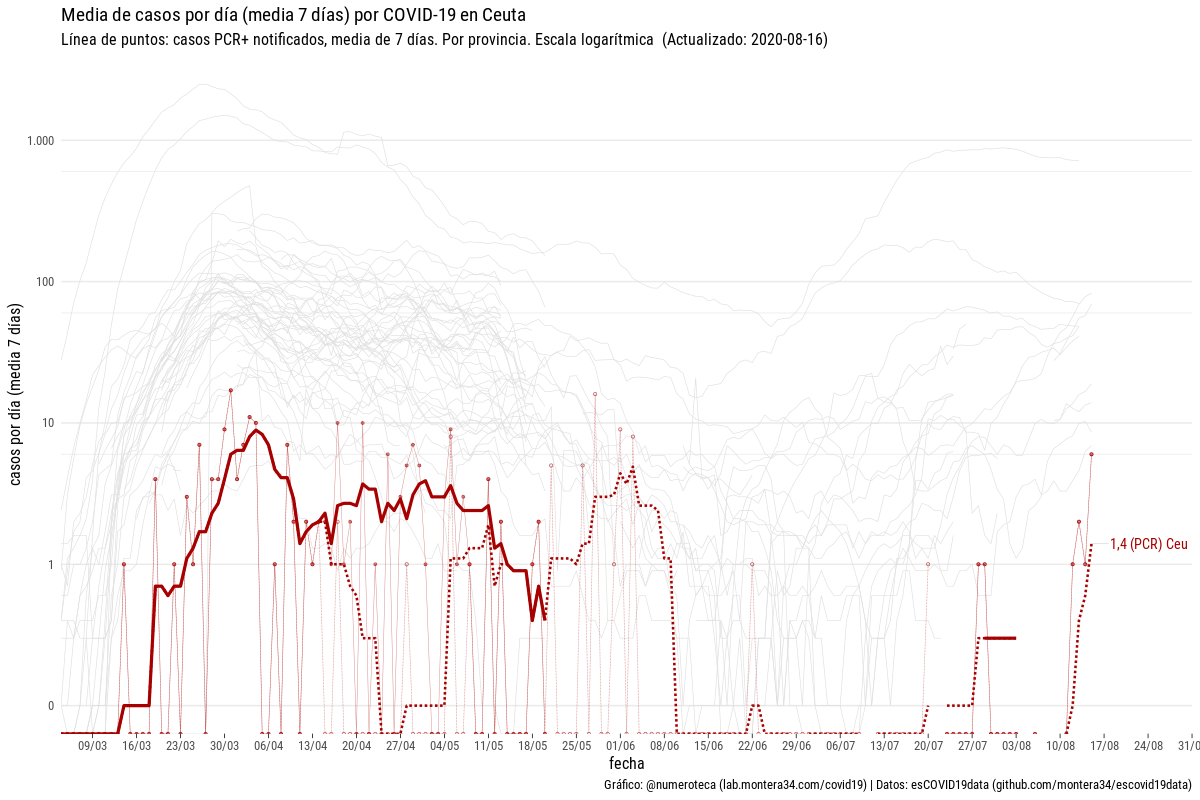 Media de casos por día (media 7 días) por COVID-19 en Ceuta
Línea de puntos: casos PCR+ notificados, media de 7 días. Por provincia. Escala logarítmica (Actualizado: 2020-08-16)
casos por día (media 7 días)
1.000
100
10
1
0
1,4 (PCR) Ceu
09/03 16/03 23/03 30/03 06/04 13/04 20/04 27/04 04/05 11/05 18/05 25/05 01/06 08/06 15/06 22/06 29/06 06/07 13/07 20/07 27/07 03/08 10/08 17/08 24/08 31/0
fecha
Gráfico: @numeroteca (lab.montera34.com/covid19) | Datos: esCOVID19data (github.com/montera34/escovid19data)